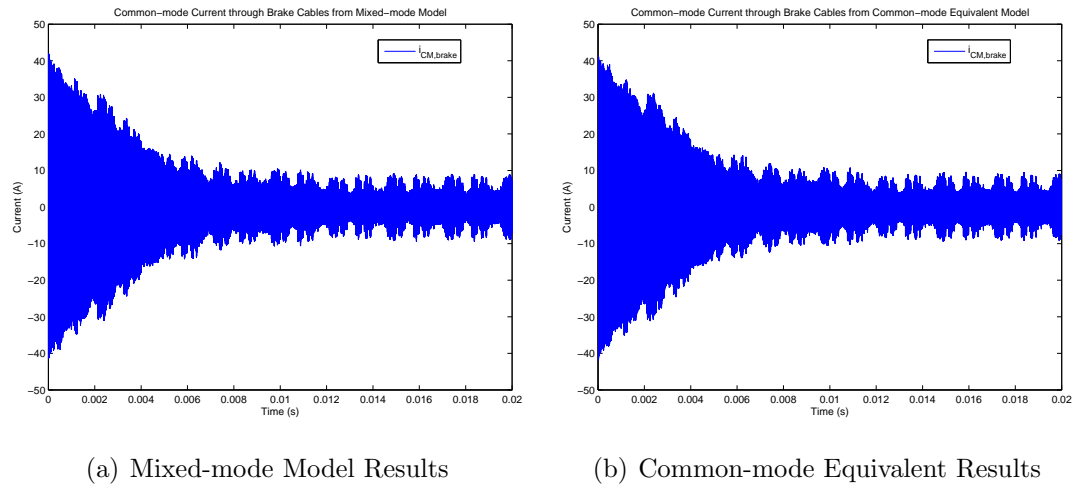 Common-mode Current through Brake Cables from Mixed-mode Model
50
40
30
20
10
0
−10
−20
−30
−40
−50
Current (A)
i_CM,brake
0 0.002 0.004 0.006 0.008 0.01 0.012 0.014 0.016 0.018 0.02
Time (s)
(a) Mixed-mode Model Results
Common-mode Current through Brake Cables from Common-mode Equivalent Model
50
40
30
20
10
0
−10
−20
−30
−40
−50
Current (A)
i_CM,brake
0 0.002 0.004 0.006 0.008 0.01 0.012 0.014 0.016 0.018 0.02
Time (s)
(b) Common-mode Equivalent Results